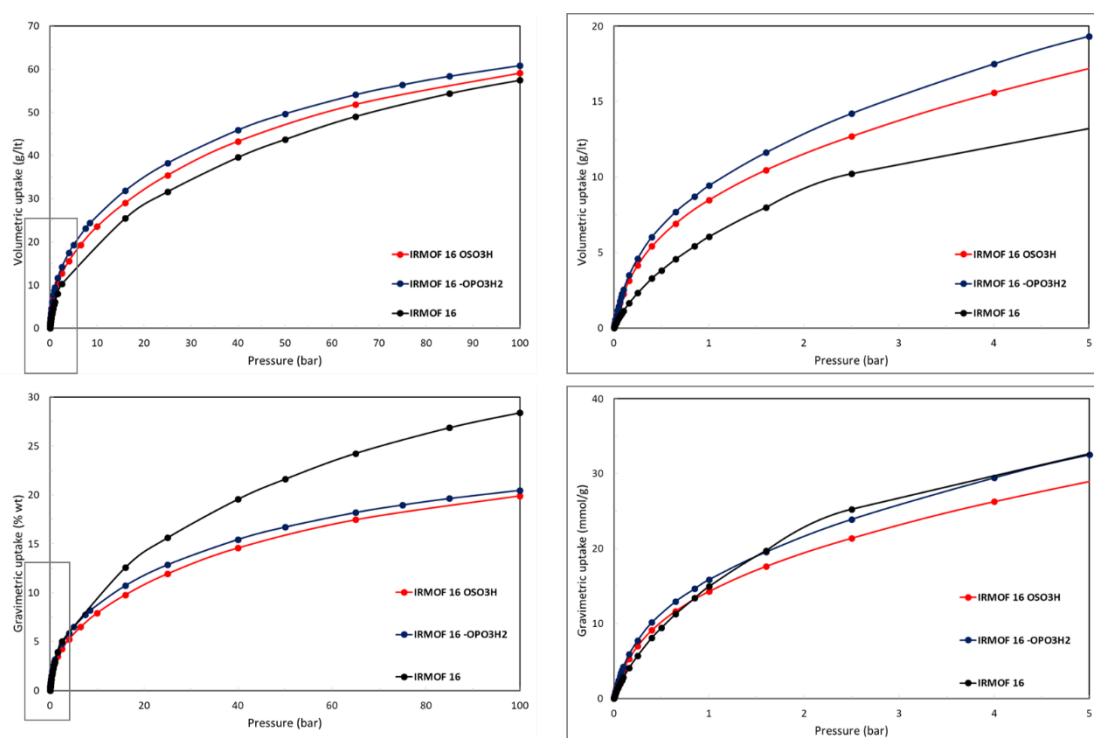 Volumetric uptake (g/lt)
70
60
50
40
30
20
10
0
IRMOF 16 OSO3H
IRMOF 16 -OPO3H2
IRMOF 16
0 10 20 30 40 50 60 70 80 90 100
Pressure (bar)
Volumetric uptake (g/lt)
20
15
10
5
0
IRMOF 16 OSO3H
IRMOF 16 -OPO3H2
IRMOF 16
0 1 2 3 4 5
Pressure (bar)
Gravimetric uptake (% wt)
30
25
20
15
10
5
0
IRMOF 16 OSO3H
IRMOF 16 -OPO3H2
IRMOF 16
0 20 40 60 80 100
Pressure (bar)
Gravimetric uptake (mmol/g)
40
30
20
10
0
IRMOF 16 OSO3H
IRMOF 16 -OPO3H2
IRMOF 16
0 1 2 3 4 5
Pressure (bar)